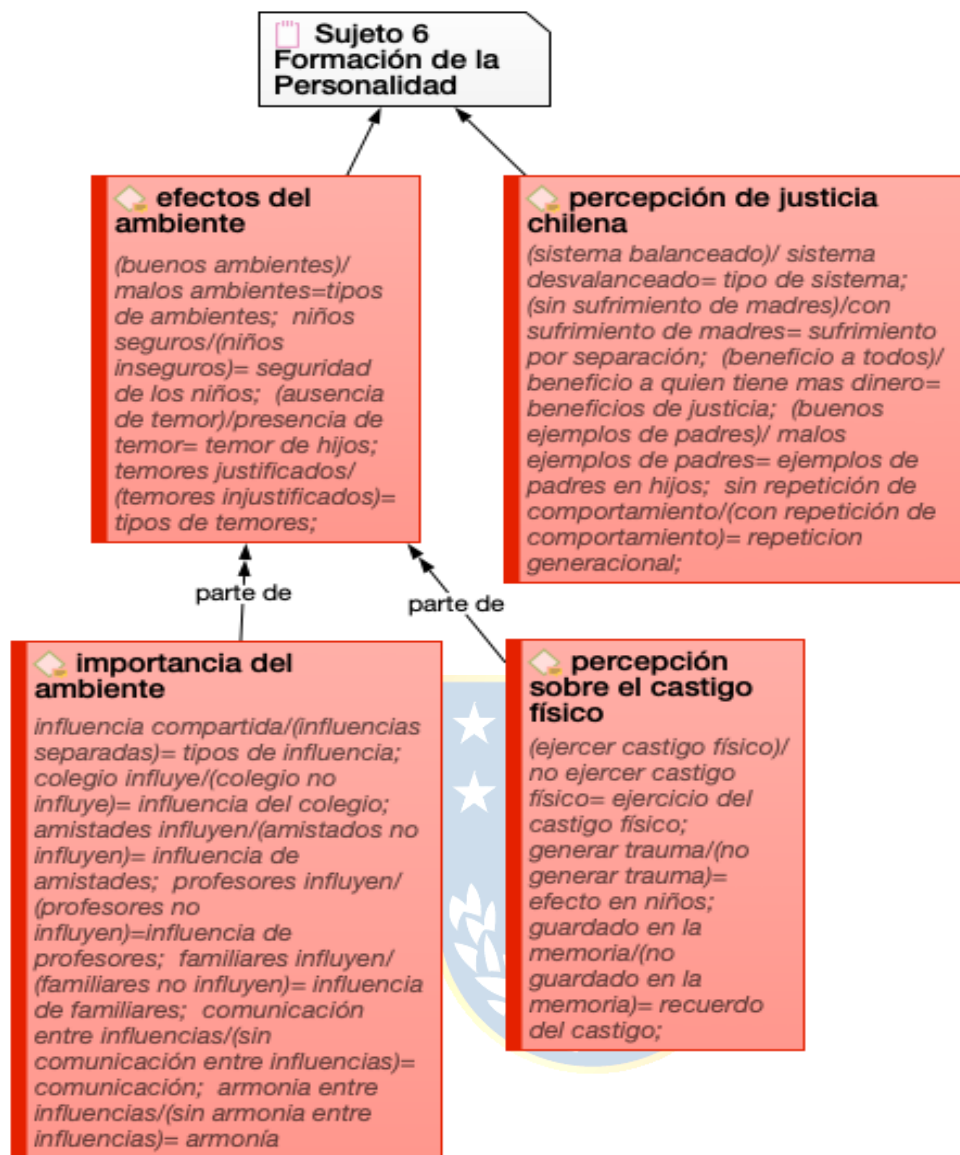 Sujeto 6
Formación de la
Personalidad
efectos del
ambiente
(buenos ambientes)/
malos ambientes=tipos
de ambientes;  niños
seguros/(niños
inseguros)= seguridad
de los niños;  (ausencia
de temor)/presencia de
temor= temor de hijos;
temores justificados/
(temores injustificados)=
tipos de temores;
percepción de justicia
chilena
(sistema balanceado)/ sistema
desvalanceado= tipo de sistema;
(sin sufrimiento de madres)/con
sufrimiento de madres= sufrimiento
por separación;  (beneficio a todos)/
beneficio a quien tiene mas dinero=
beneficios de justicia;  (buenos
ejemplos de padres)/ malos
ejemplos de padres= ejemplos de
padres en hijos;  sin repetición de
comportamiento/(con repetición de
comportamiento)= repeticion
generacional;
parte de
parte de
importancia del
ambiente
influencia compartida/(influencias
separadas)= tipos de influencia;
colegio influye/(colegio no
influye)= influencia del colegio;
amistades influyen/(amistados no
influyen)= influencia de
amistades;  profesores influyen/
(profesores no
influyen)=influencia de
profesores;  familiares influyen/
(familiares no influyen)= influencia
de familiares;  comunicación
entre influencias/(sin
comunicación entre influencias)=
comunicación;  armonia entre
influencias/(sin armonia entre
influencias)= armonía
percepción
sobre el castigo
físico
(ejercer castigo físico)/
no ejercer castigo
físico= ejercicio del
castigo físico;
generar trauma/(no
generar trauma)=
efecto en niños;
guardado en la
memoria/(no
guardado en la
memoria)= recuerdo
del castigo;